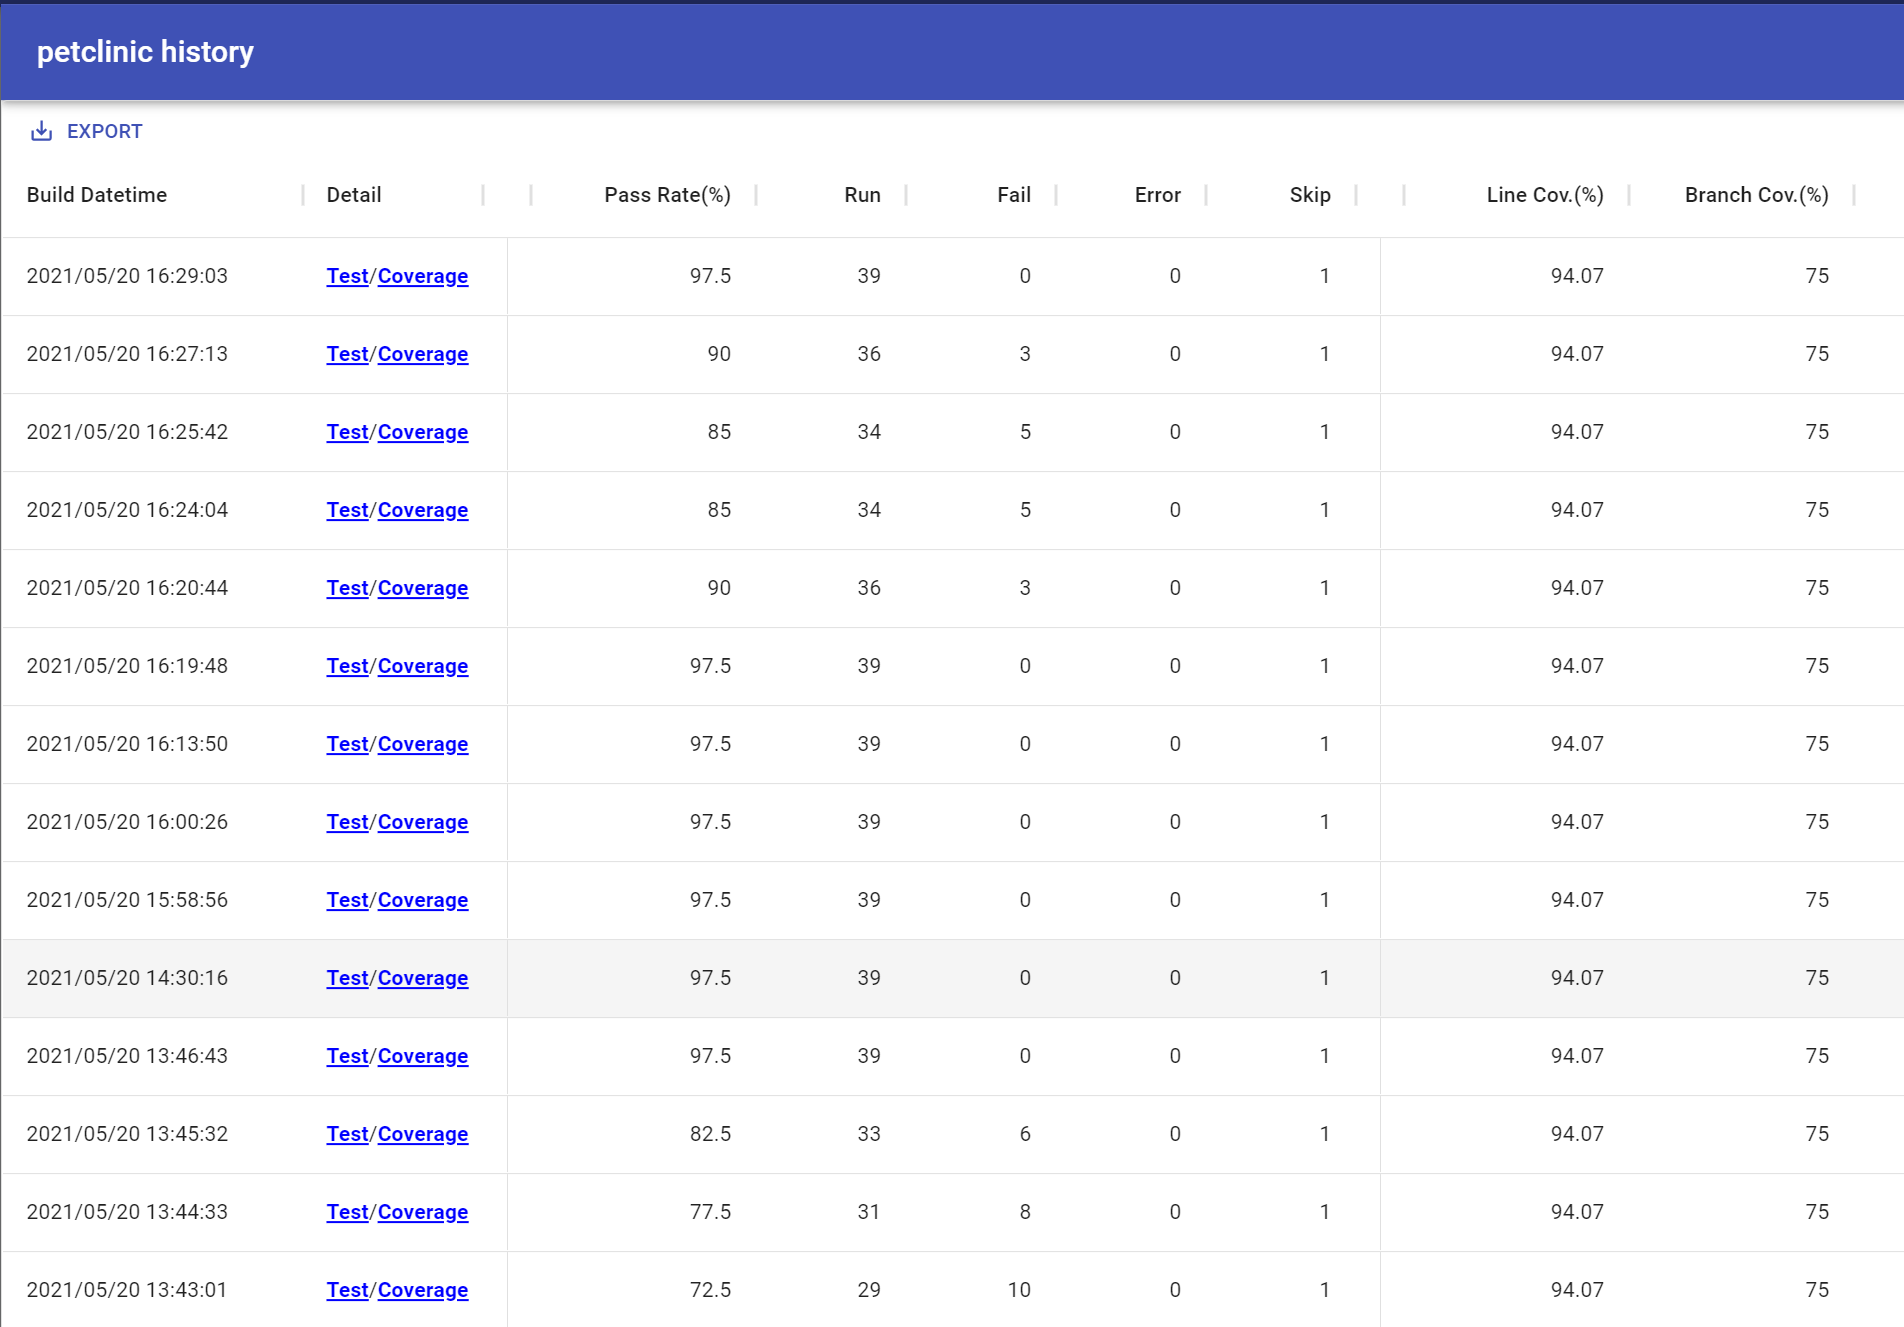 petclinic history
EXPORT
Build Datetime Detail Pass Rate(%) Run Fail Error Skip Line Cov.(%) Branch Cov.(%)
2021/05/20 16:29:03 Test/Coverage 97.5 39 0 0 1 94.07 75
2021/05/20 16:27:13 Test/Coverage 90 36 3 0 1 94.07 75
2021/05/20 16:25:42 Test/Coverage 85 34 5 0 1 94.07 75
2021/05/20 16:24:04 Test/Coverage 85 34 5 0 1 94.07 75
2021/05/20 16:20:44 Test/Coverage 90 36 3 0 1 94.07 75
2021/05/20 16:19:48 Test/Coverage 97.5 39 0 0 1 94.07 75
2021/05/20 16:13:50 Test/Coverage 97.5 39 0 0 1 94.07 75
2021/05/20 16:00:26 Test/Coverage 97.5 39 0 0 1 94.07 75
2021/05/20 15:58:56 Test/Coverage 97.5 39 0 0 1 94.07 75
2021/05/20 14:30:16 Test/Coverage 97.5 39 0 0 1 94.07 75
2021/05/20 13:46:43 Test/Coverage 97.5 39 0 0 1 94.07 75
2021/05/20 13:45:32 Test/Coverage 82.5 33 6 0 1 94.07 75
2021/05/20 13:44:33 Test/Coverage 77.5 31 8 0 1 94.07 75
2021/05/20 13:43:01 Test/Coverage 72.5 29 10 0 1 94.07 75